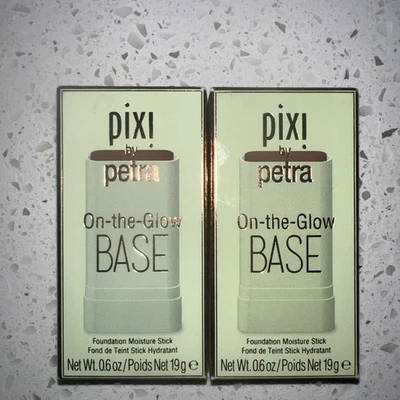 pixi
by
petra
On-the-Glow
BASE
Foundation Moisture Stick
Fond de Teint Stick Hydratant
Net Wt. 0.6 oz/Poids Net 19 g ℮
pixi
by
petra
On-the-Glow
BASE
Foundation Moisture Stick
Fond de Teint Stick Hydratant
Net Wt. 0.6 oz/Poids Net 19 g ℮